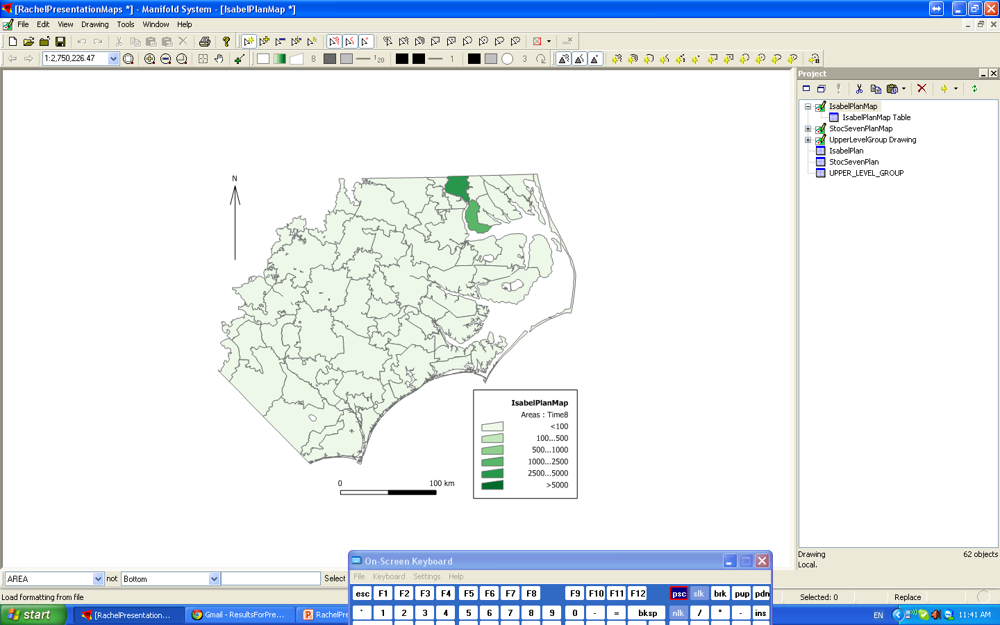 [RachelPresentationMaps *] - Manifold System - [IsabelPlanMap *]
File Edit View Drawing Tools Window Help
1:2,750,226.47
8
1
20
1
3
Project
IsabelPlanMap
IsabelPlanMap Table
StocSevenPlanMap
UpperLevelGroup Drawing
IsabelPlan
StocSevenPlan
UPPER_LEVEL_GROUP
N
IsabelPlanMap
Areas : Time8
<100
100...500
500...1000
1000...2500
2500...5000
>5000
0 100 km
Drawing 62 objects
Local.
AREA not Bottom Select
On-Screen Keyboard
File Keyboard Settings Help
esc F1 F2 F3 F4 F5 F6 F7 F8 F9 F10 F11 F12 psc slk brk pup pdn
` 1 2 3 4 5 6 7 8 9 0 - = bksp nlk / * - ins
Load formatting from file
Selected: 0 Replace
start
[RachelPresentation...
Gmail - ResultsForPre...
RachelPre
EN
11:41 AM